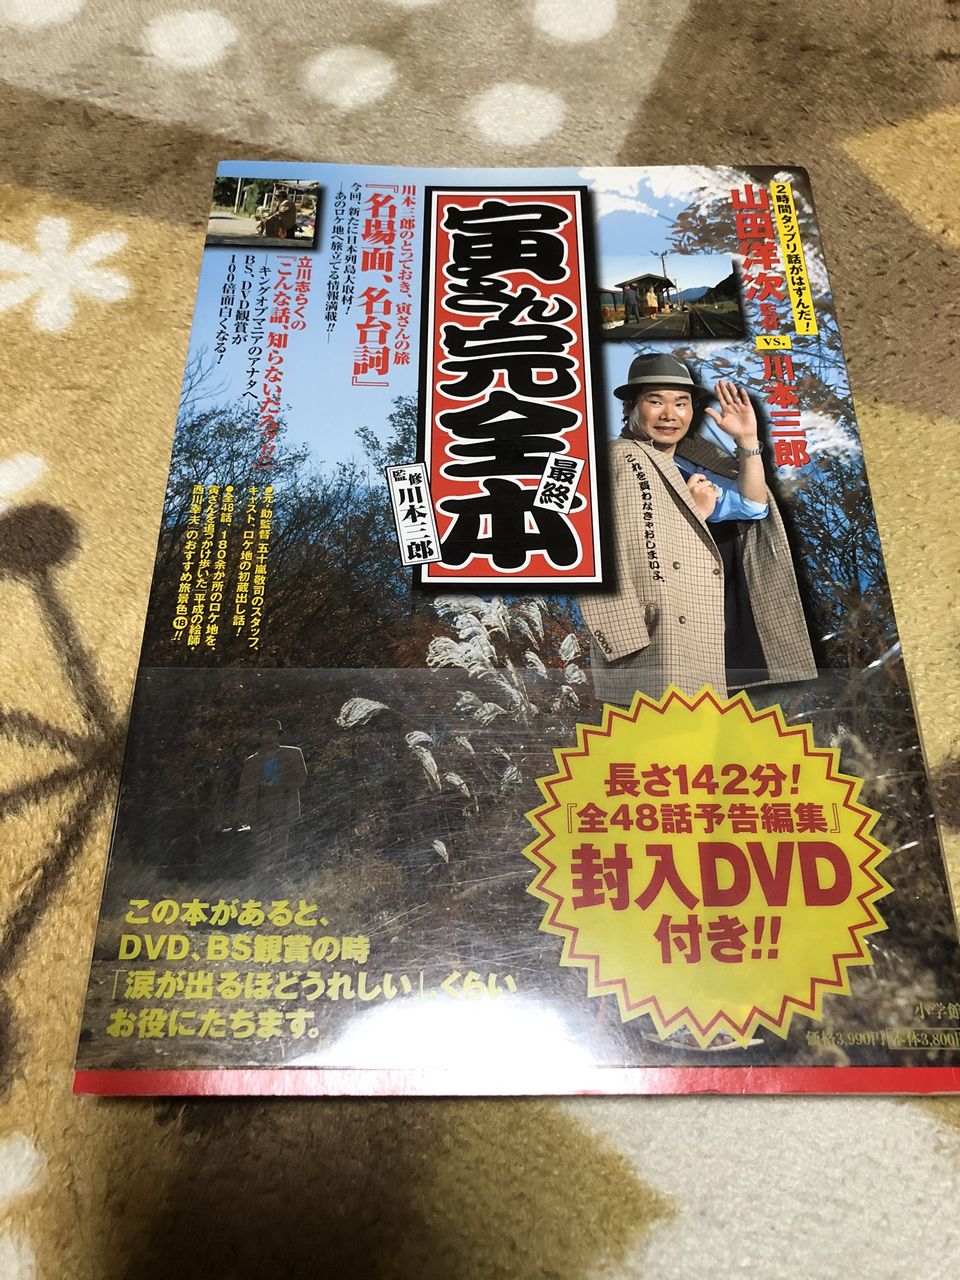 2時間タップリ話がはずんだ!
山田洋次監督
vs.
川本三郎
寅さん完全本
最終
監修
川本三郎
これを買わなきゃおしまいよ。
川本三郎のとっておき、寅さんの旅
『名場面、名台詞』
今回、新たに日本列島大取材!
―あのロケ地へ旅立てる情報満載!!―
立川志らくの
『こんな話、知らないだろう!!』
―キングオブマニアのアナタへ―
BS、DVD観賞が
100倍面白くなる!
●元・助監督 五十嵐敬司のスタッフ、
キャスト、ロケ地の初蔵出し話!
●全48話、180余か所のロケ地を、
寅さんを追っかけ歩いた「平成の絵師・
西川幸夫」のおすすめ旅景色⑱!!
長さ142分!
『全48話予告編集』
封入DVD
付き!!
この本があると、
DVD、BS観賞の時
「涙が出るほどうれしい」、くらい
お役にたちます。
小学館
価格3,990円 本体3,800円